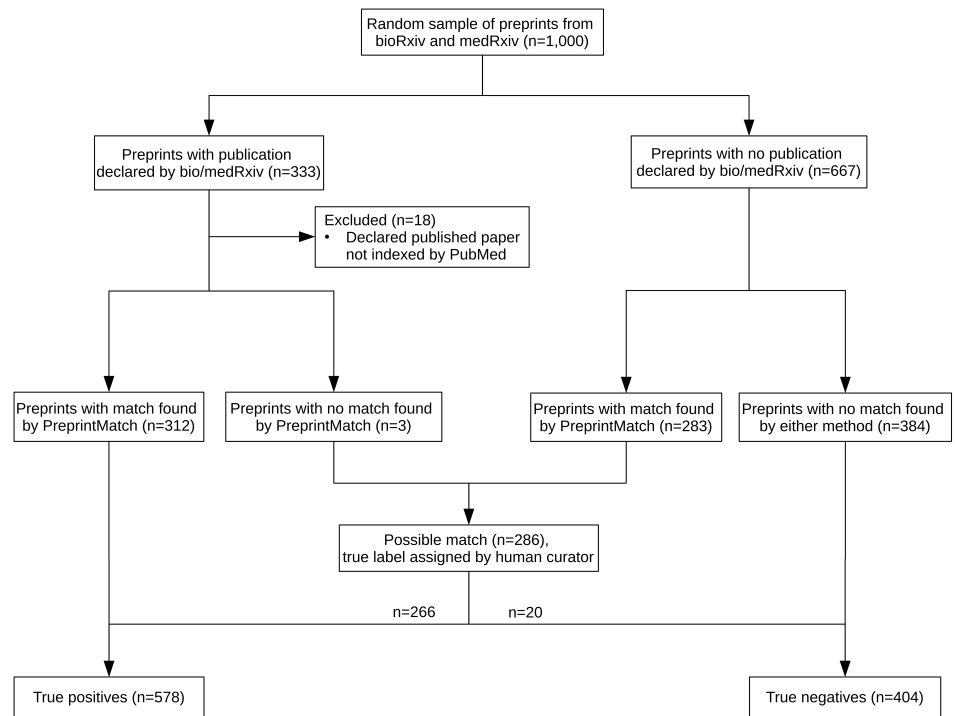 Random sample of preprints from
bioRxiv and medRxiv (n=1,000)
Preprints with publication
declared by bio/medRxiv (n=333)
Preprints with no publication
declared by bio/medRxiv (n=667)
Excluded (n=18)
• Declared published paper
not indexed by PubMed
Preprints with match found
by PreprintMatch (n=312)
Preprints with no match found
by PreprintMatch (n=3)
Preprints with match found
by PreprintMatch (n=283)
Preprints with no match found
by either method (n=384)
Possible match (n=286),
true label assigned by human curator
n=266
n=20
True positives (n=578)
True negatives (n=404)